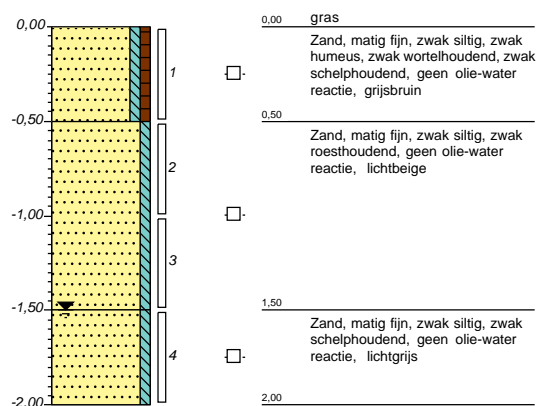 0,00
-0,50
-1,00
-1,50
-2,00
1
2
3
4
0,00 gras
Zand, matig fijn, zwak siltig, zwak
humeus, zwak wortelhoudend, zwak
schelphoudend, geen olie-water
reactie, grijsbruin
0,50
Zand, matig fijn, zwak siltig, zwak
roesthoudend, geen olie-water
reactie, lichtbeige
1,50
Zand, matig fijn, zwak siltig, zwak
schelphoudend, geen olie-water
reactie, lichtgrijs
2,00